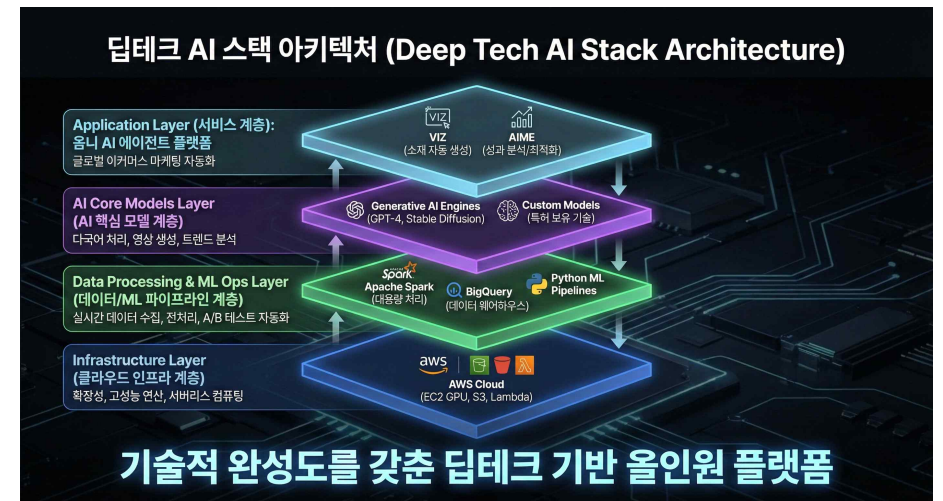 딥테크 AI 스택 아키텍처 (Deep Tech AI Stack Architecture)
Application Layer (서비스 계층):
옴니 AI 에이전트 플랫폼
글로벌 이커머스 마케팅 자동화
VIZ
VIZ
(소재 자동 생성)
AIME
(성과 분석/최적화)
AI Core Models Layer
(AI 핵심 모델 계층)
다국어 처리, 영상 생성, 트렌드 분석
Generative AI Engines
(GPT-4, Stable Diffusion)
Custom Models
(특허 보유 기술)
Data Processing & ML Ops Layer
(데이터/ML 파이프라인 계층)
실시간 데이터 수집, 전처리, A/B 테스트 자동화
APACHE
Spark
Apache Spark
(대용량 처리)
BigQuery
(데이터 웨어하우스)
Python ML
Pipelines
Infrastructure Layer
(클라우드 인프라 계층)
확장성, 고성능 연산, 서버리스 컴퓨팅
aws
AWS Cloud
(EC2 GPU, S3, Lambda)
기술적 완성도를 갖춘 딥테크 기반 올인원 플랫폼